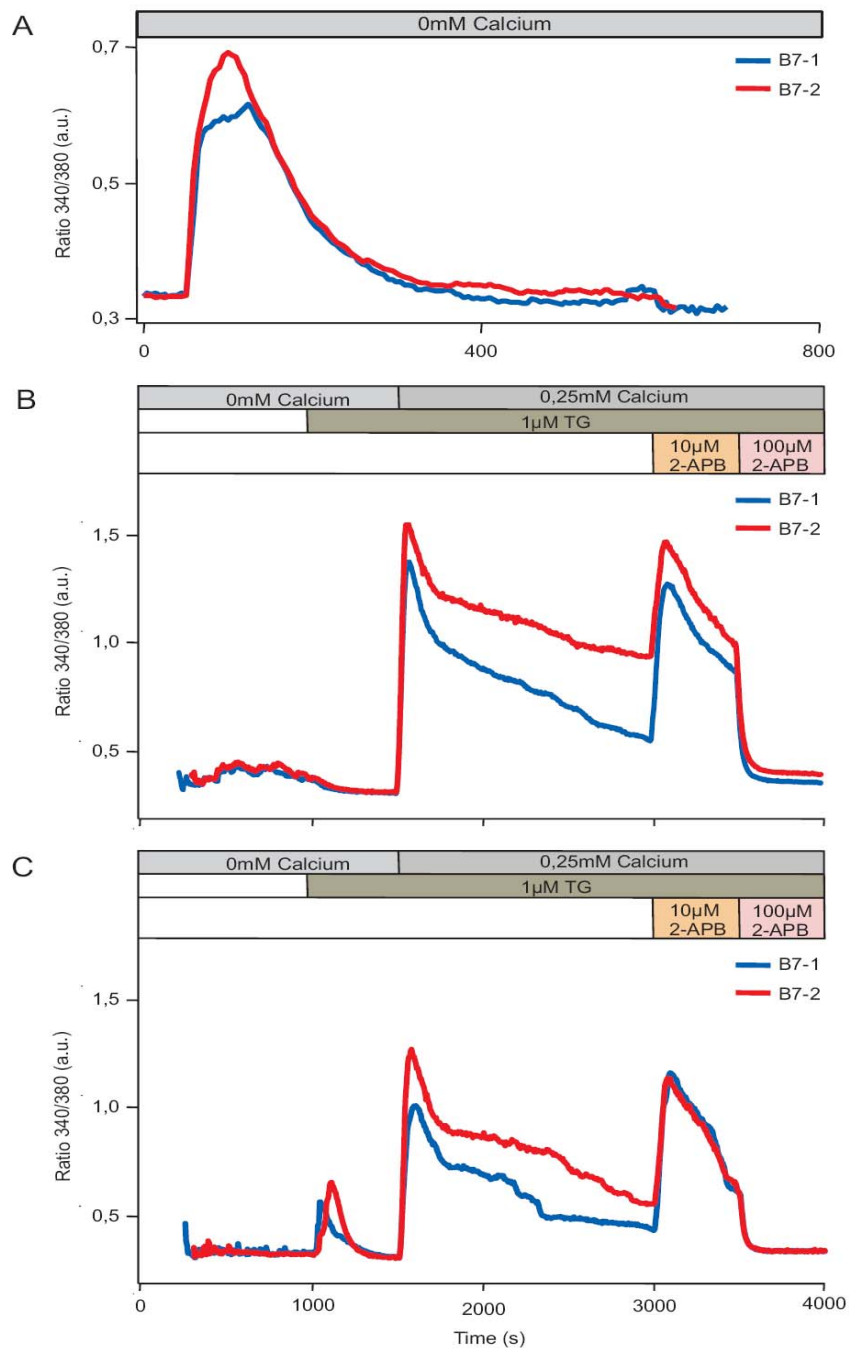 A
0mM Calcium
0,7
B7-1
B7-2
Ratio 340/380 (a.u.)
0,5
0,3
0
400
800
B
0mM Calcium
0,25mM Calcium
1µM TG
10µM
2-APB
100µM
2-APB
B7-1
B7-2
1,5
Ratio 340/380 (a.u.)
1,0
0,5
C
0mM Calcium
0,25mM Calcium
1µM TG
10µM
2-APB
100µM
2-APB
B7-1
B7-2
1,5
Ratio 340/380 (a.u.)
1,0
0,5
0
1000
2000
3000
4000
Time (s)